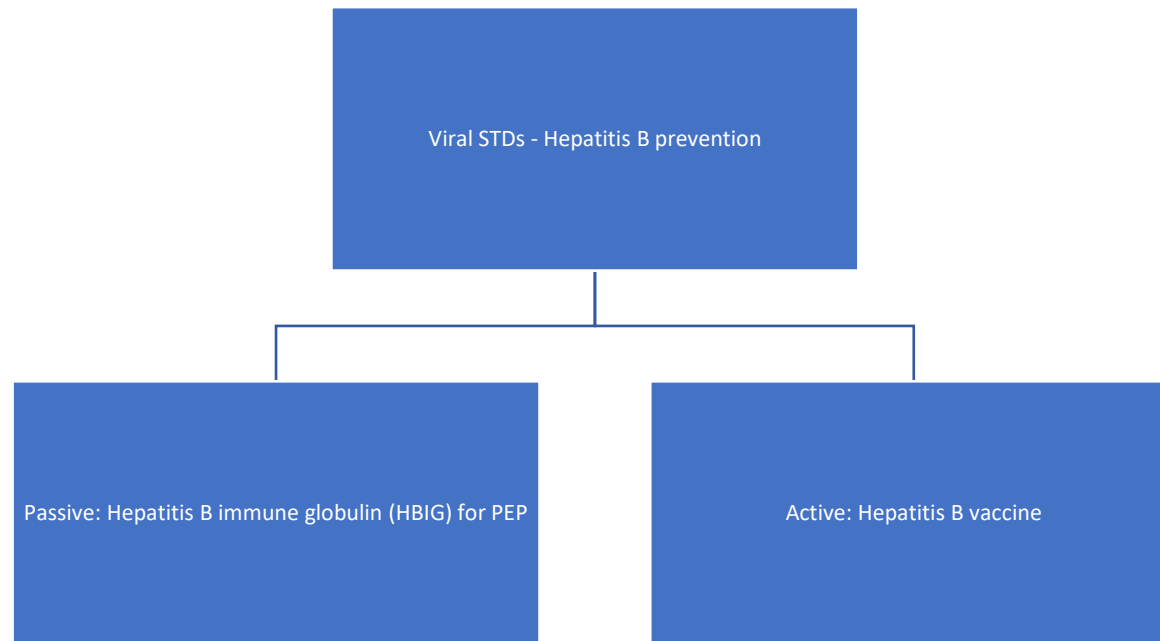 Viral STDs - Hepatitis B prevention
Passive: Hepatitis B immune globulin (HBIG) for PEP
Active: Hepatitis B vaccine